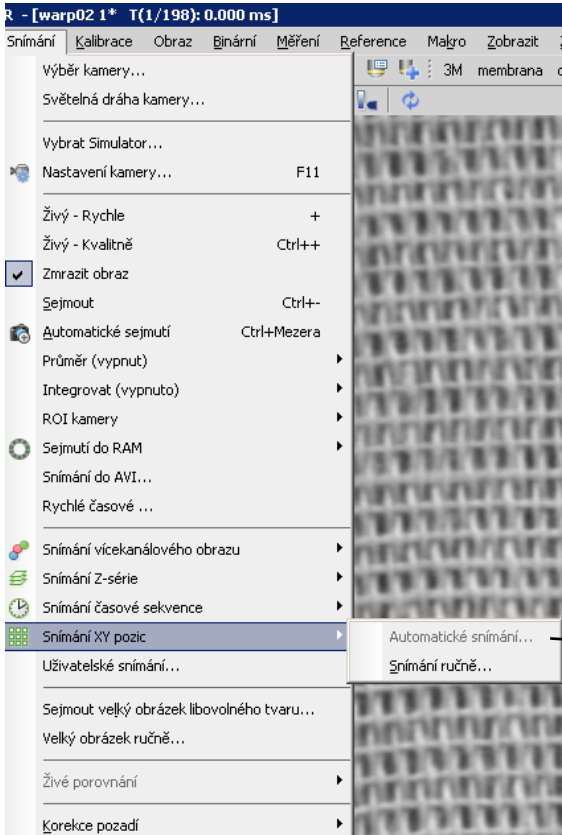 R - [warp02 1* T(1/198): 0.000 ms]
Snímání Kalibrace Obraz Binární Měření Reference Makro Zobrazit
3M membrana
Výběr kamery...
Světelná dráha kamery...
Vybrat Simulator...
Nastavení kamery... F11
Živý - Rychle +
Živý - Kvalitně Ctrl++
Zmrazit obraz
Sejmout Ctrl+-
Automatické sejmutí Ctrl+Mezera
Průměr (vypnut)
Integrovat (vypnuto)
ROI kamery
Sejmutí do RAM
Snímání do AVI...
Rychlé časové ...
Snímání vícekanálového obrazu
Snímání Z-série
Snímání časové sekvence
Snímání XY pozic
Automatické snímání...
Snímání ručně...
Uživatelské snímání...
Sejmout velký obrázek libovolného tvaru...
Velký obrázek ručně...
Živé porovnání
Korekce pozadí